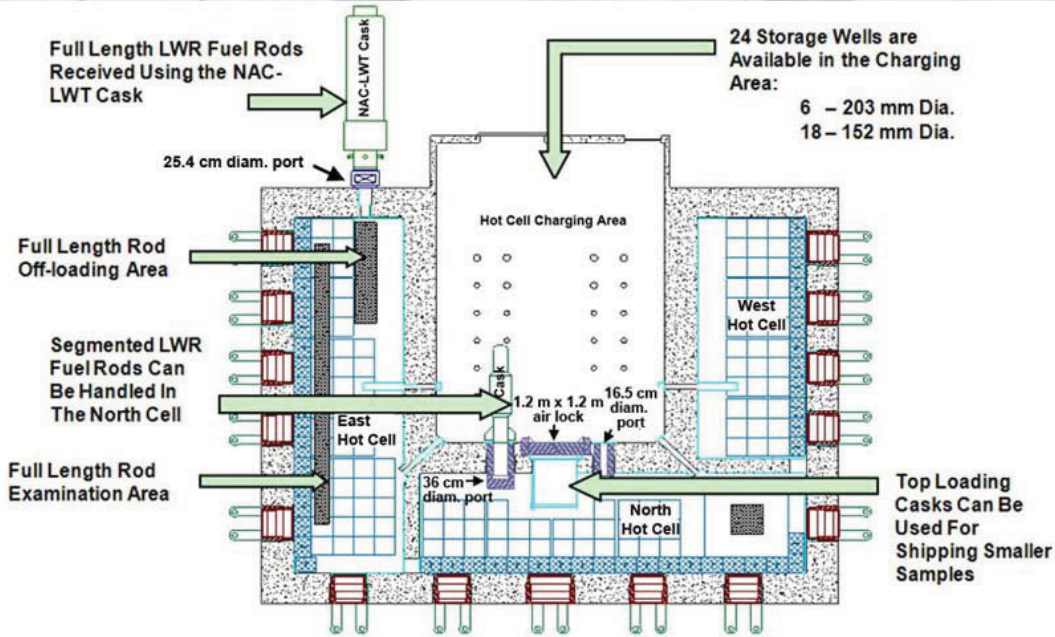 Full Length LWR Fuel Rods
Received Using the NAC-
LWT Cask
NAC-LWT Cask
24 Storage Wells are
Available in the Charging
Area:
6 – 203 mm Dia.
18 – 152 mm Dia.
25.4 cm diam. port
Hot Cell Charging Area
Full Length Rod
Off-loading Area
West
Hot Cell
Segmented LWR
Fuel Rods Can
Be Handled In
The North Cell
Cask
1.2 m x 1.2 m
air lock
16.5 cm
diam.
port
East
Hot Cell
Full Length Rod
Examination Area
36 cm
diam. port
North
Hot Cell
Top Loading
Casks Can Be
Used For
Shipping Smaller
Samples